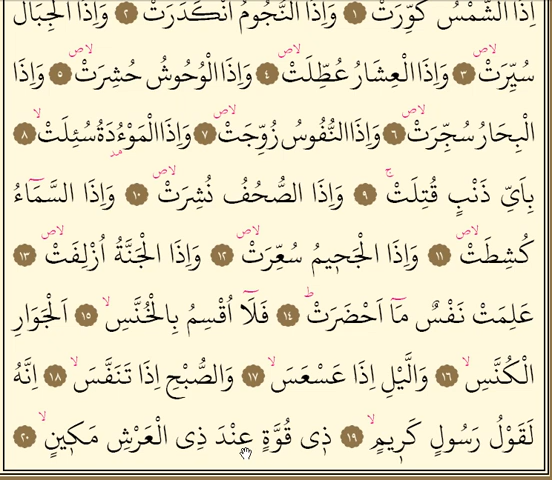 اِذَا الشَّمْسُ كُوِّرَتْ ١ وَاِذَا النُّجُومُ انْكَدَرَتْ ٢ وَاِذَا الْجِبَالُ
سُيِّرَتْ ٣ وَاِذَا الْعِشَارُ عُطِّلَتْ ٤ وَاِذَا الْوُحُوشُ حُشِرَتْ ٥ وَاِذَا
الْبِحَارُ سُجِّرَتْ ٦ وَاِذَا النُّفُوسُ زُوِّجَتْ ٧ وَاِذَا الْمَوْءُ۫دَةُ سُئِلَتْ ٨
بِاَيِّ ذَنْبٍ قُتِلَتْ ٩ وَاِذَا الصُّحُفُ نُشِرَتْ ١٠ وَاِذَا السَّمَٓاءُ
كُشِطَتْ ١١ وَاِذَا الْجَح۪يمُ سُعِّرَتْ ١٢ وَاِذَا الْجَنَّةُ اُزْلِفَتْ ١٣
عَلِمَتْ نَفْسٌ مَٓا اَحْضَرَتْ ١٤ فَلَٓا اُقْسِمُ بِالْخُنَّسِ ١٥ اَلْجَوَارِ
الْكُنَّسِ ١٦ وَالَّيْلِ اِذَا عَسْعَسَ ١٧ وَالصُّبْحِ اِذَا تَنَفَّسَ ١٨ اِنَّهُ
لَقَوْلُ رَسُولٍ كَر۪يمٍ ١٩ ذ۪ى قُوَّةٍ عِنْدَ ذِى الْعَرْشِ مَك۪ينٍ ٢٠